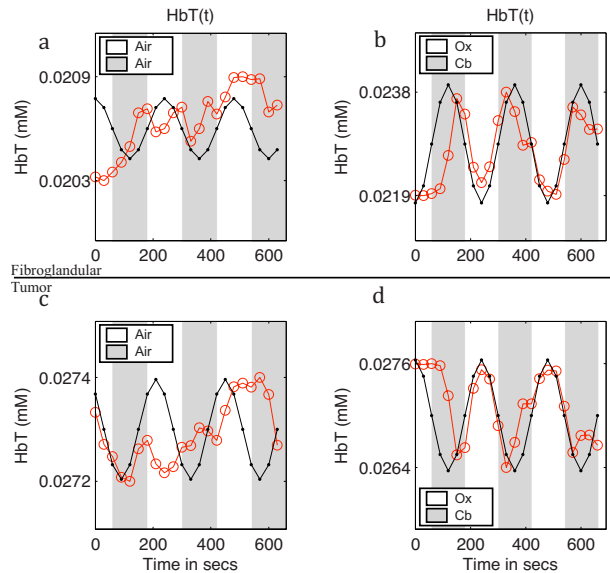 HbT(t)
HbT(t)
a
Air
Air
b
Ox
Cb
0.0209
0.0203
HbT (mM)
0 200 400 600
0.0238
0.0219
HbT (mM)
0 200 400 600
Fibroglandular
Tumor
c
Air
Air
d
Ox
Cb
0.0274
0.0272
HbT (mM)
0 200 400 600
Time in secs
0.0276
0.0264
HbT (mM)
0 200 400 600
Time in secs